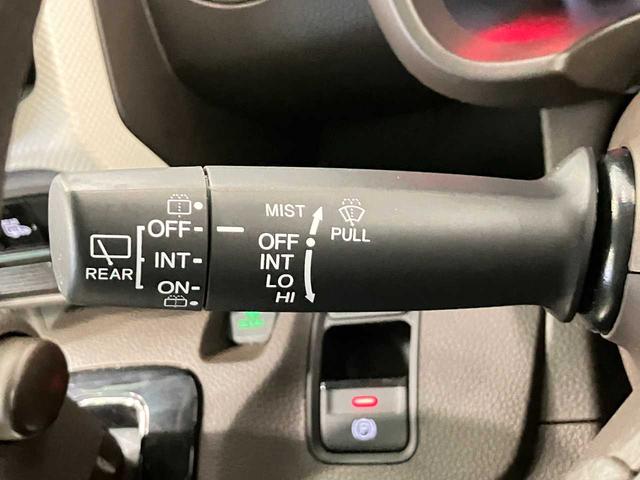 REAR
OFF
INT
ON
MIST
PULL
OFF
INT
LO
HI